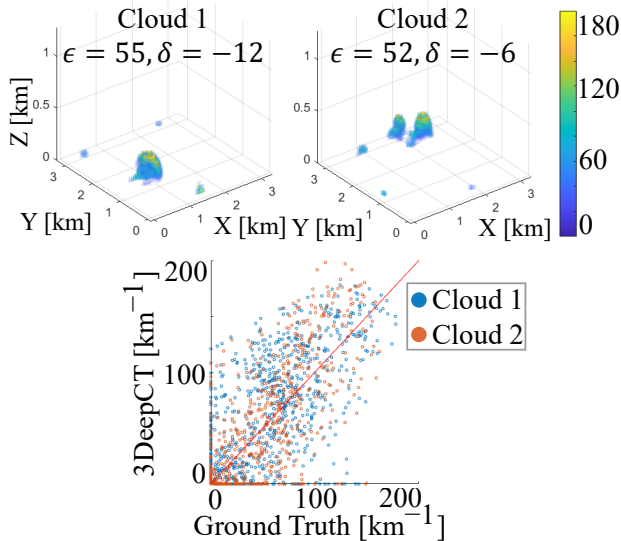 Cloud 1
ϵ = 55, δ = −12
Cloud 2
ϵ = 52, δ = −6
Z [km]
1
0.5
0
3
2
1
0
Y [km]
0
1
2
3
X [km]
1
0.5
0
3
2
1
0
Y [km]
0
1
2
3
X [km]
180
120
60
0
3DeepCT [km⁻¹]
200
100
0
0
100
200
Ground Truth [km⁻¹]
Cloud 1
Cloud 2